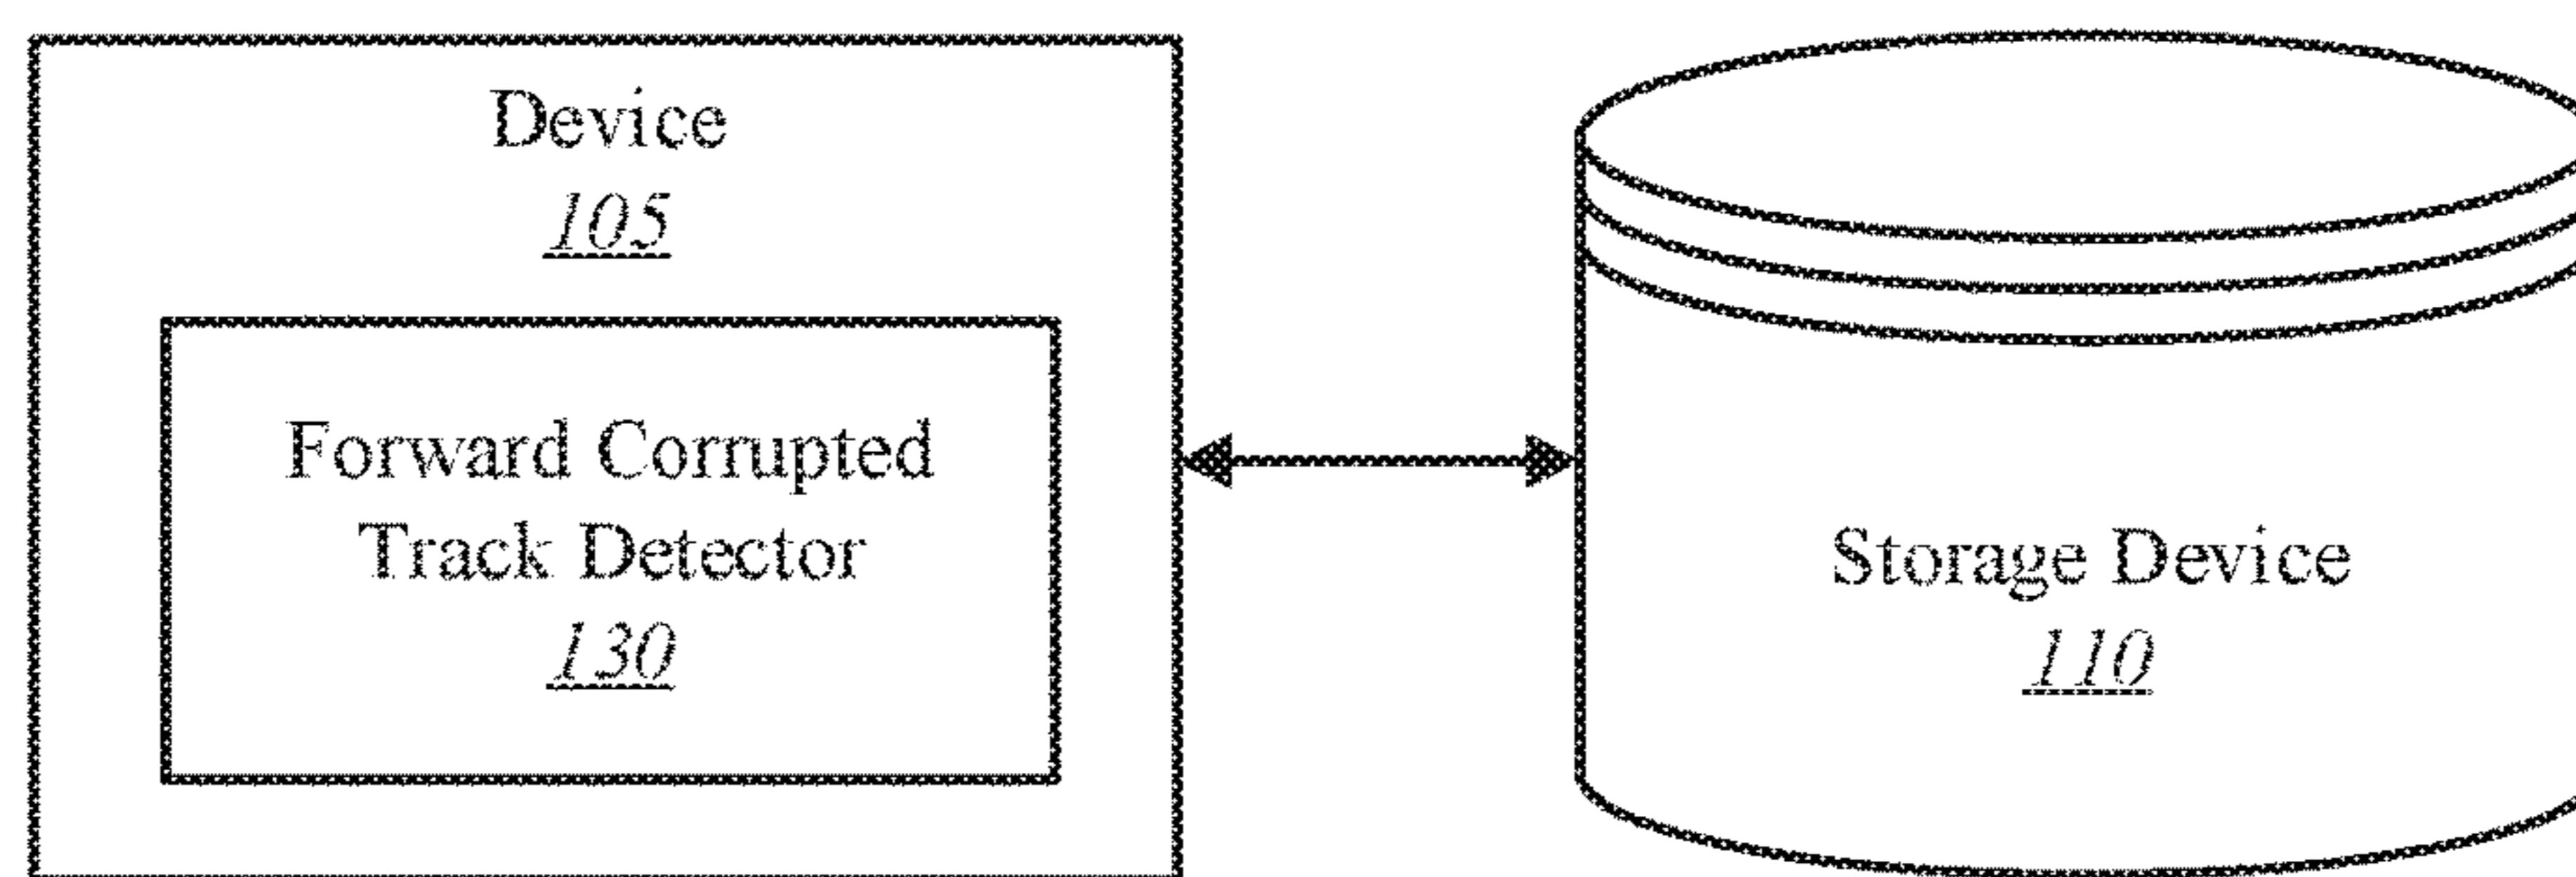 Device
105
Forward Corrupted
Track Detector
130
Storage Device
110